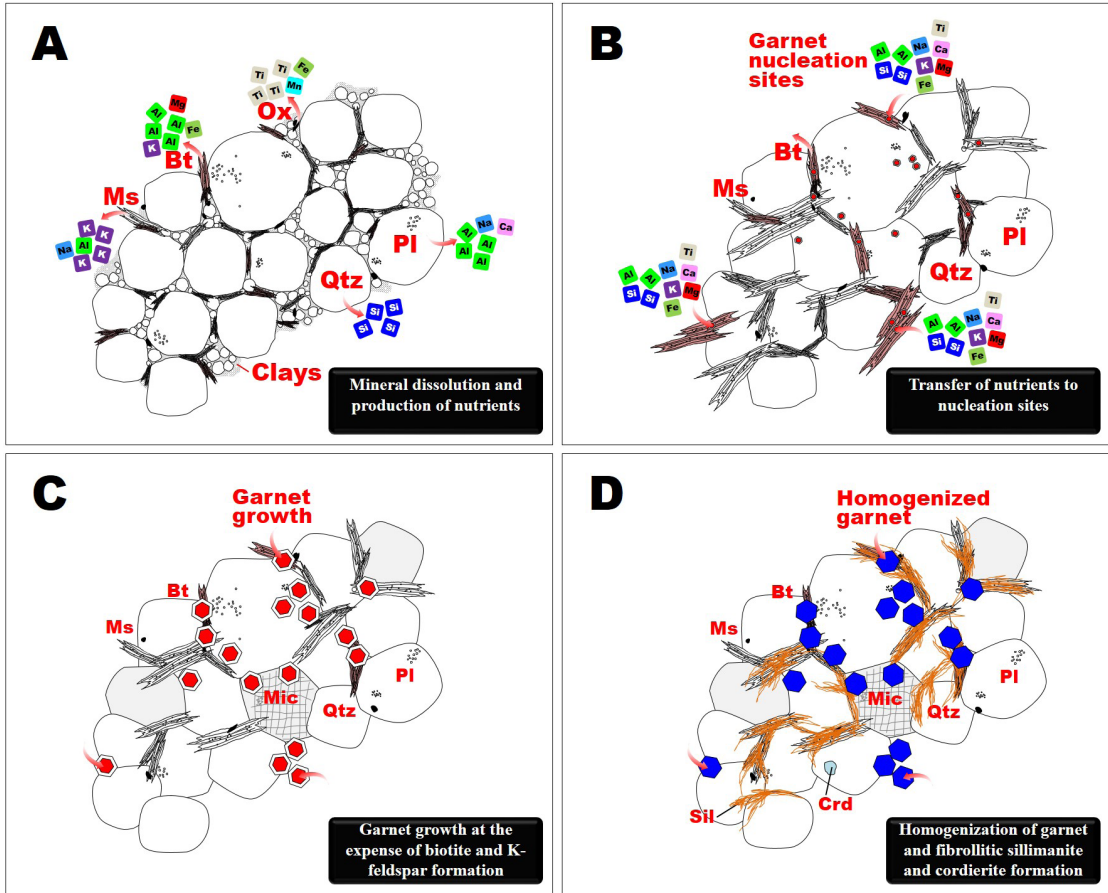 A
Ti
Ti
Fe
Ti
Ti
Mn
Ox
Mg
Al
Al
Al
Fe
Al
K
Bt
Ms
K
K
Na
Al
K
K
Pl
Al
Na
Ca
Al
Al
Al
Qtz
Si
Si
Si
Si
Clays
Mineral dissolution and
production of nutrients
B
Garnet
nucleation
sites
Ti
Al
Al
Na
Ca
Si
Si
K
Mg
Fe
Bt
Ms
Pl
Qtz
Ti
Al
Al
Na
Ca
Si
Si
K
Mg
Fe
Ti
Al
Al
Na
Ca
Si
Si
K
Mg
Fe
Transfer of nutrients to
nucleation sites
C
Garnet
growth
Bt
Ms
Pl
Mic
Qtz
Garnet growth at the
expense of biotite and K-
feldspar formation
D
Homogenized
garnet
Bt
Ms
Pl
Mic
Qtz
Crd
Sil
Homogenization of garnet
and fibrollitic sillimanite
and cordierite formation